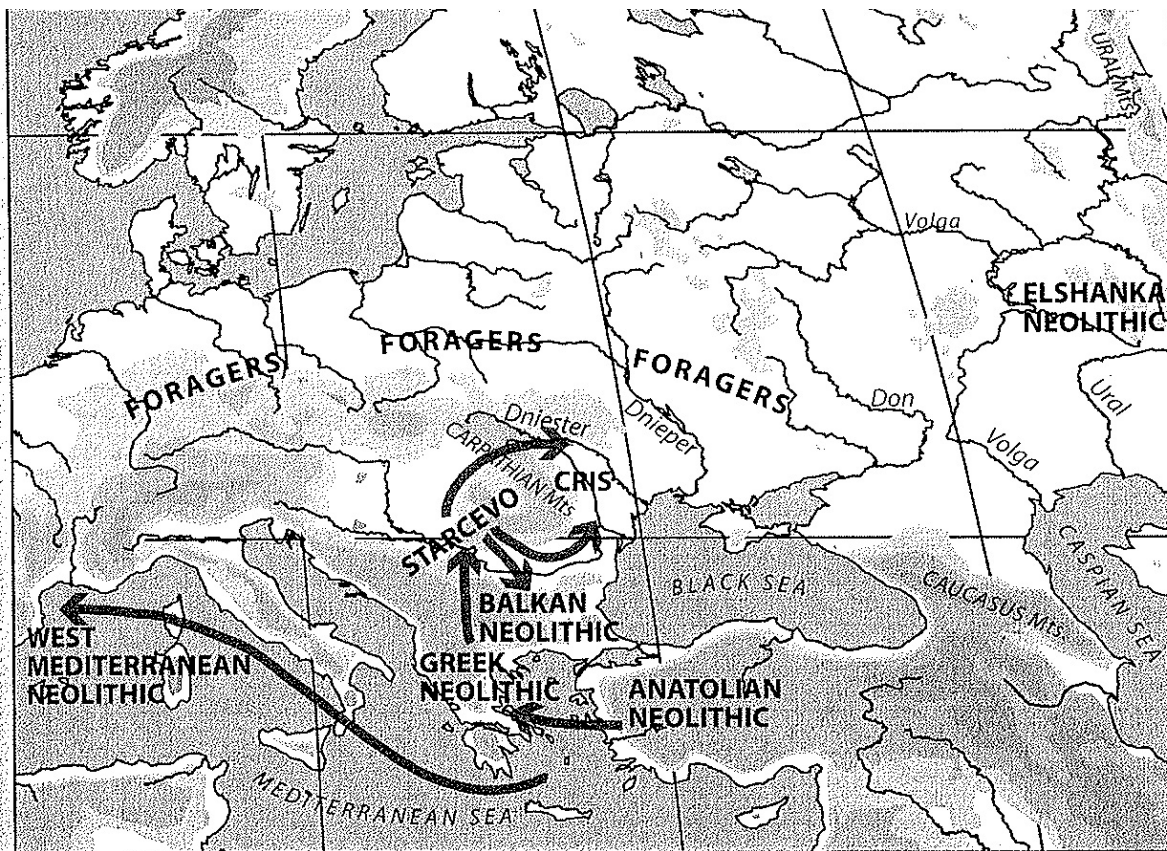 URAL Mts.
Volga
ELSHANKA
NEOLITHIC
FORAGERS
FORAGERS
FORAGERS
Ural
Don
Dniester
Dnieper
CARPATHIAN Mts.
Volga
CRIS
STARCEVO
BLACK SEA
CAUCASUS Mts.
CASPIAN SEA
BALKAN
NEOLITHIC
WEST
MEDITERRANEAN
NEOLITHIC
GREEK
NEOLITHIC
ANATOLIAN
NEOLITHIC
MEDITERRANEAN SEA